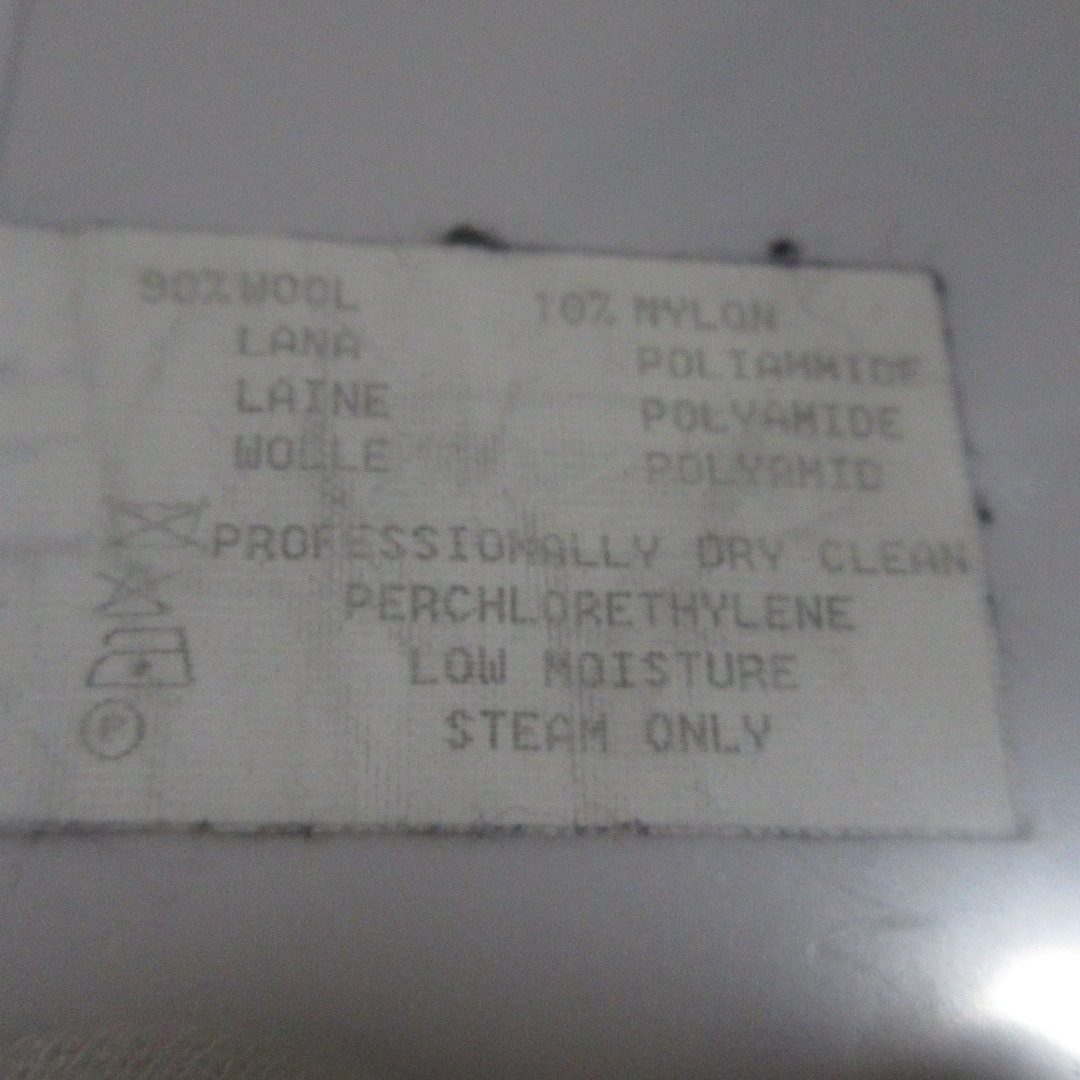 90% WOOL 10% NYLON
LANA POLIAMMIDE
LAINE POLYAMIDE
WOLLE POLYAMID
PROFESSIONALLY DRY CLEAN
PERCHLORETHYLENE
LOW MOISTURE
STEAM ONLY
P